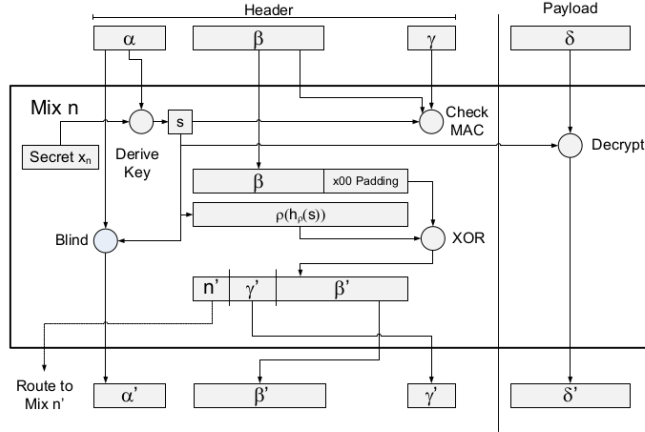 Header
Payload
α
β
γ
δ
Mix n
s
Check
MAC
Secret xn
Derive
Key
Decrypt
β
x00 Padding
ρ(hρ(s))
Blind
XOR
n’
γ’
β’
Route to
Mix n’
α’
β’
γ’
δ’